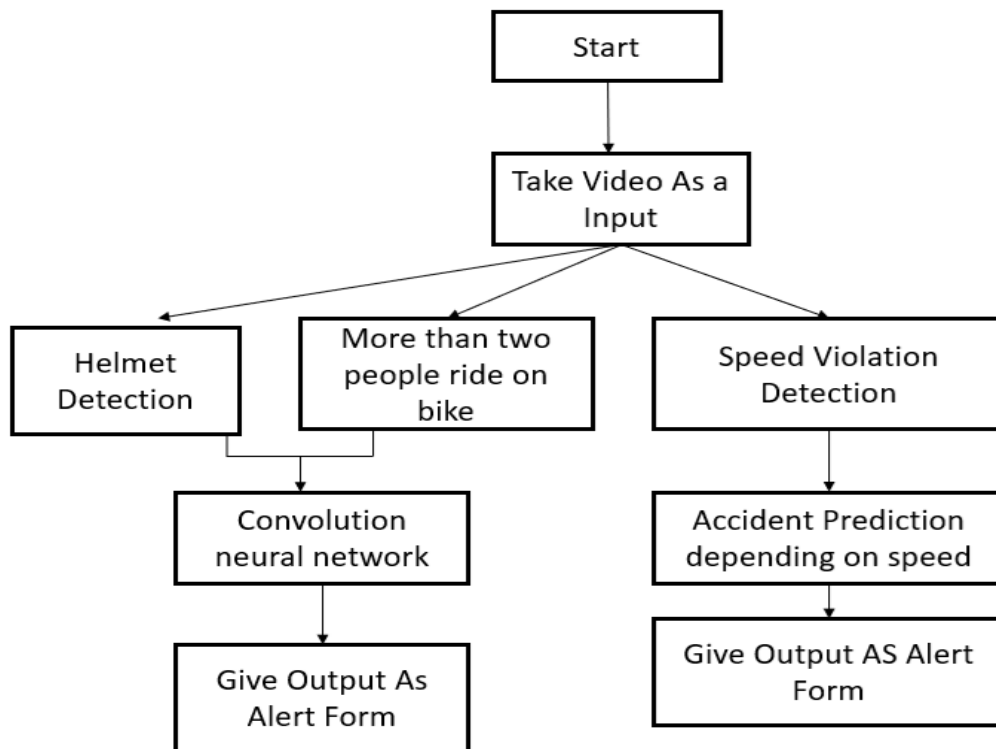 Start
Take Video As a
Input
Helmet
Detection
More than two
people ride on
bike
Speed Violation
Detection
Convolution
neural network
Accident Prediction
depending on speed
Give Output As
Alert Form
Give Output AS Alert
Form